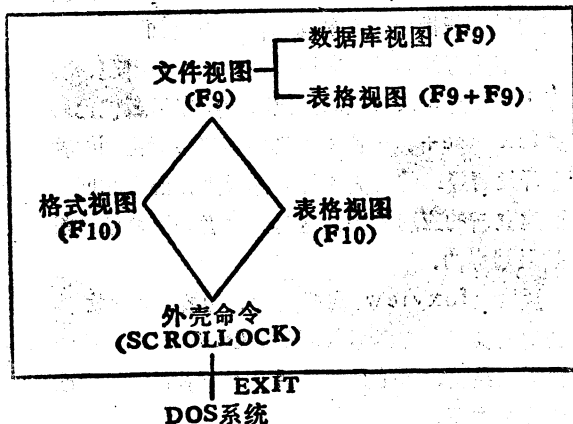 数据库视图 (F9)
文件视图
(F9)
表格视图 (F9+F9)
格式视图
(F10)
表格视图
(F10)
外壳命令
(SCROLLOCK)
EXIT
DOS系统